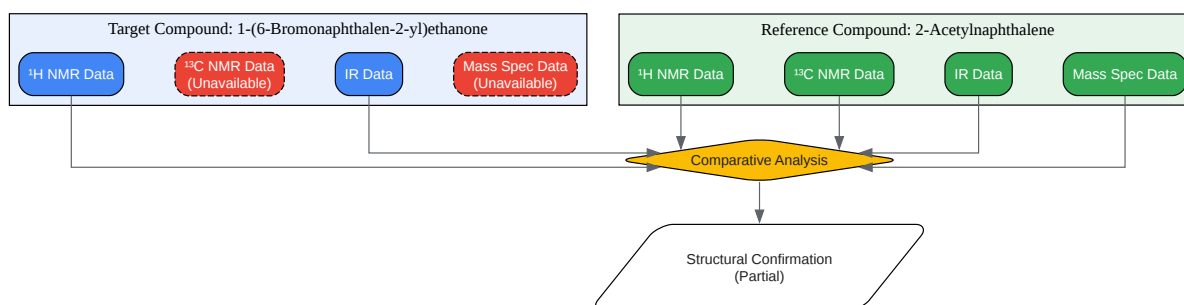 Target Compound: 1-(6-Bromonaphthalen-2-yl)ethanone
¹H NMR Data
¹³C NMR Data
(Unavailable)
IR Data
Mass Spec Data
(Unavailable)
Reference Compound: 2-Acetylnaphthalene
¹H NMR Data
¹³C NMR Data
IR Data
Mass Spec Data
Comparative Analysis
Structural Confirmation
(Partial)